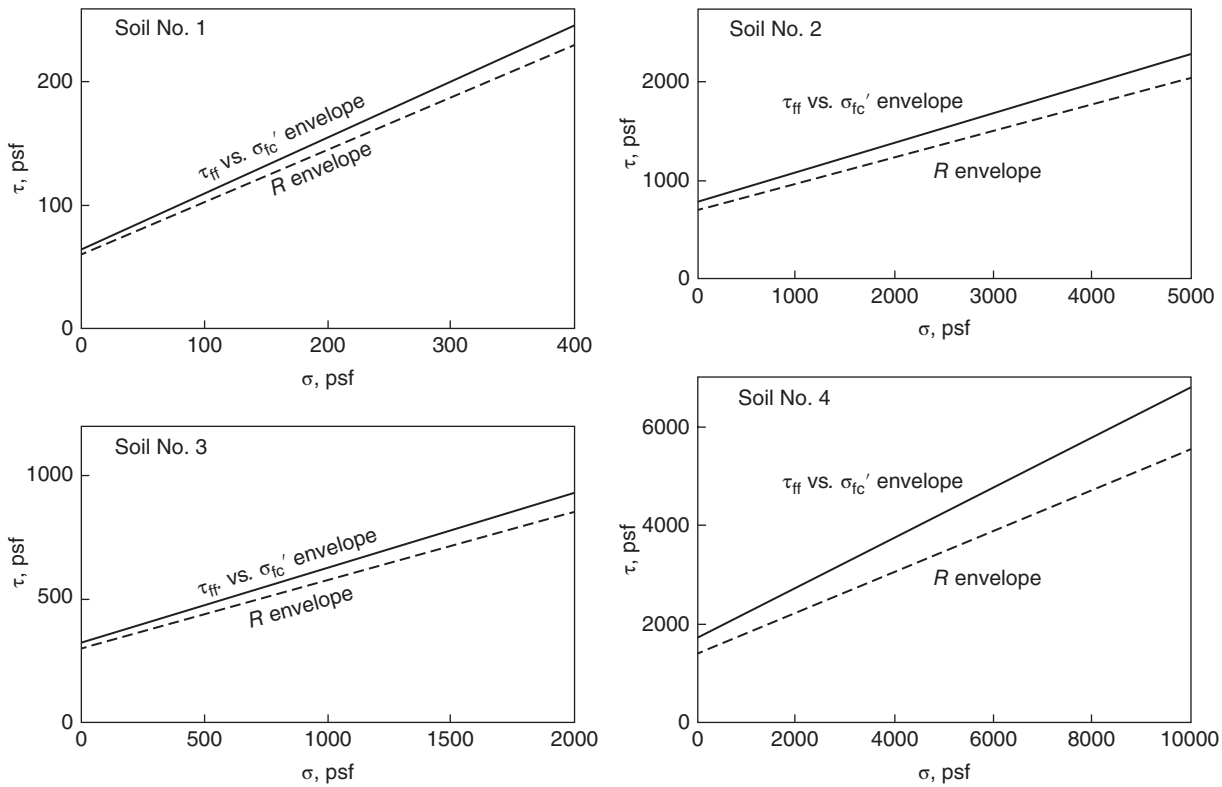 Soil No. 1
200
100
0
τ, psf
τff vs. σfc′ envelope
R envelope
0 100 200 300 400
σ, psf
Soil No. 2
2000
1000
0
τ, psf
τff vs. σfc′ envelope
R envelope
0 1000 2000 3000 4000 5000
σ, psf
Soil No. 3
1000
500
0
τ, psf
τff. vs. σfc′ envelope
R envelope
0 500 1000 1500 2000
σ, psf
Soil No. 4
6000
4000
2000
0
τ, psf
τff vs. σfc′ envelope
R envelope
0 2000 4000 6000 8000 10000
σ, psf